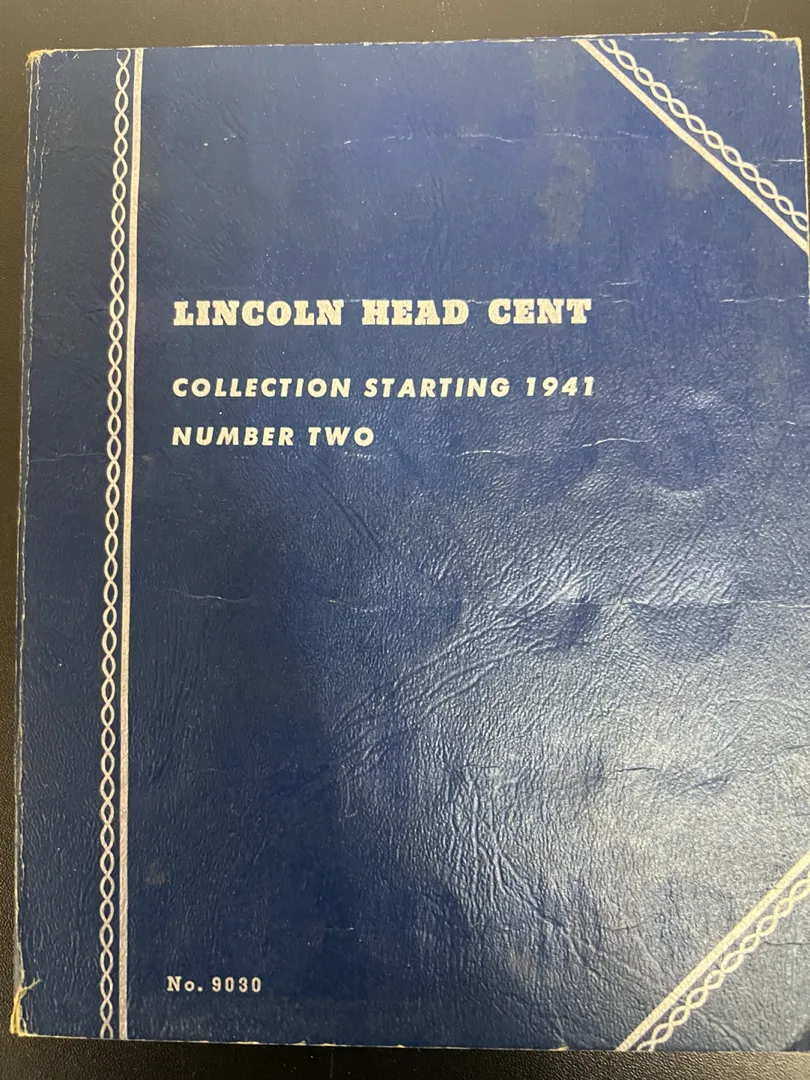 LINCOLN HEAD CENT
COLLECTION STARTING 1941
NUMBER TWO
No. 9030